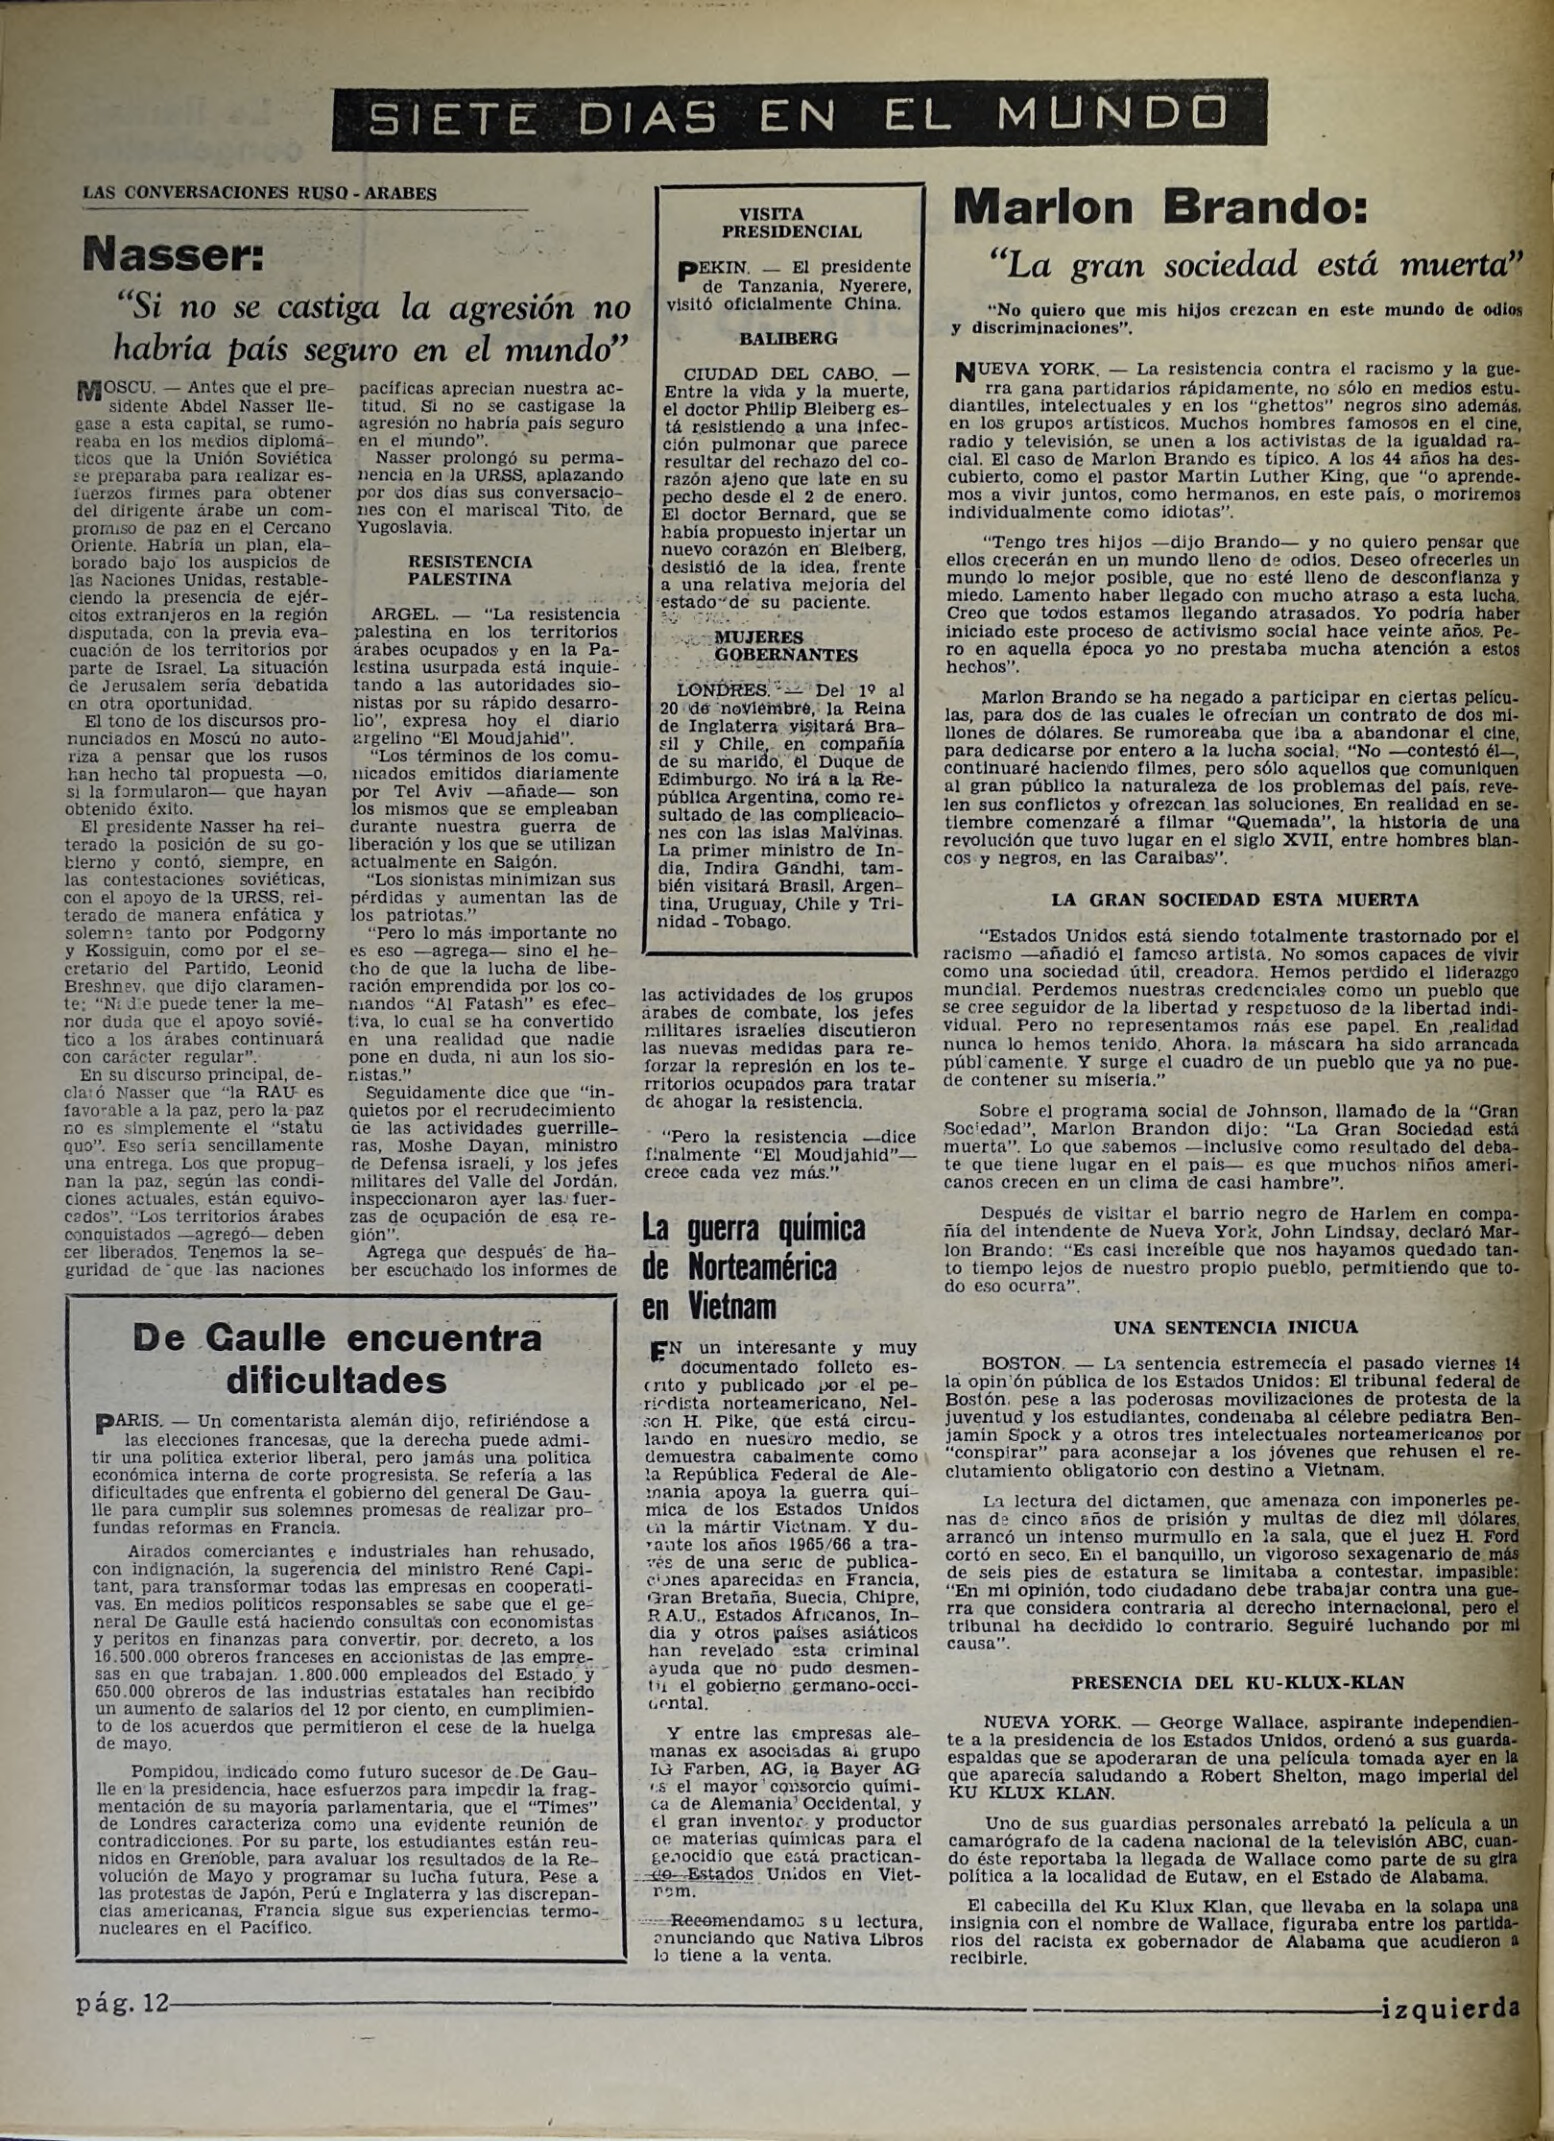 SIETE DIAS EN EL MUNDO
LAS CONVERSACIONES RUSO - ARABES
Nasser:
"Si no se castiga la agresión no
habría país seguro en el mundo"
MOSCU. — Antes que el pre-
sidente Abdel Nasser lle-
gase a esta capital, se rumo-
reaba en los medios diplomá-
ticos que la Unión Soviética
se preparaba para realizar es-
fuerzos firmes para obtener
del dirigente árabe un com-
promiso de paz en el Cercano
Oriente. Habría un plan, ela-
borado bajo los auspicios de
las Naciones Unidas, restable-
ciendo la presencia de ejér-
citos extranjeros en la región
disputada, con la previa eva-
cuación de los territorios por
parte de Israel. La situación
de Jerusalem sería debatida
en otra oportunidad.
El tono de los discursos pro-
nunciados en Moscú no auto-
riza a pensar que los rusos
han hecho tal propuesta —o,
si la formularon— que hayan
obtenido éxito.
El presidente Nasser ha rei-
terado la posición de su go-
bierno y contó, siempre, en
las contestaciones soviéticas,
con el apoyo de la URSS, rei-
terado de manera enfática y
solemne tanto por Podgorny
y Kossiguin, como por el se-
cretario del Partido, Leonid
Breshnev, que dijo claramen-
te: "Nadie puede tener la me-
nor duda que el apoyo sovié-
tico a los árabes continuará
con carácter regular".
En su discurso principal, de-
claró Nasser que "la RAU es
favorable a la paz, pero la paz
no es simplemente el "statu
quo". Eso sería sencillamente
una entrega. Los que propug-
nan la paz, según las condi-
ciones actuales, están equivo-
cados". "Los territorios árabes
conquistados —agregó— deben
ser liberados. Tenemos la se-
guridad de que las naciones
pacíficas aprecian nuestra ac-
titud. Si no se castigase la
agresión no habría país seguro
en el mundo".
Nasser prolongó su perma-
nencia en la URSS, aplazando
por dos días sus conversacio-
nes con el mariscal Tito, de
Yugoslavia.
RESISTENCIA
PALESTINA
ARGEL. — "La resistencia
palestina en los territorios
árabes ocupados y en la Pa-
lestina usurpada está inquie-
tando a las autoridades sio-
nistas por su rápido desarro-
llo", expresa hoy el diario
argelino "El Moudjahid".
"Los términos de los comu-
nicados emitidos diariamente
por Tel Aviv —añade— son
los mismos que se empleaban
durante nuestra guerra de
liberación y los que se utilizan
actualmente en Saigón.
"Los sionistas minimizan sus
pérdidas y aumentan las de
los patriotas."
"Pero lo más importante no
es eso —agrega— sino el he-
cho de que la lucha de libe-
ración emprendida por los co-
mandos "Al Fatash" es efec-
tiva, lo cual se ha convertido
en una realidad que nadie
pone en duda, ni aun los sio-
nistas."
Seguidamente dice que "in-
quietos por el recrudecimiento
de las actividades guerrille-
ras, Moshe Dayan, ministro
de Defensa israelí, y los jefes
militares del Valle del Jordán,
inspeccionaron ayer las fuer-
zas de ocupación de esa re-
gión".
Agrega que después de ha-
ber escuchado los informes de
las actividades de los grupos
árabes de combate, los jefes
militares israelíes discutieron
las nuevas medidas para re-
forzar la represión en los te-
rritorios ocupados para tratar
de ahogar la resistencia.
"Pero la resistencia —dice
finalmente "El Moudjahid"—
crece cada vez más."
VISITA
PRESIDENCIAL
PEKIN. — El presidente
de Tanzania, Nyerere,
visitó oficialmente China.
BALIBERG
CIUDAD DEL CABO. —
Entre la vida y la muerte,
el doctor Philip Bleiberg es-
tá resistiendo a una infec-
ción pulmonar que parece
resultar del rechazo del co-
razón ajeno que late en su
pecho desde el 2 de enero.
El doctor Bernard, que se
había propuesto injertar un
nuevo corazón en Bleiberg,
desistió de la idea, frente
a una relativa mejoría del
estado de su paciente.
MUJERES
GOBERNANTES
LONDRES. — Del 1º al
20 de noviembre, la Reina
de Inglaterra visitará Bra-
sil y Chile, en compañía
de su marido, el Duque de
Edimburgo. No irá a la Re-
pública Argentina, como re-
sultado de las complicacio-
nes con las islas Malvinas.
La primer ministro de In-
dia, Indira Gandhi, tam-
bién visitará Brasil, Argen-
tina, Uruguay, Chile y Tri-
nidad - Tobago.
La guerra química
de Norteamérica
en Vietnam
EN un interesante y muy
documentado folleto es-
crito y publicado por el pe-
riodista norteamericano, Nel-
son H. Pike, que está circu-
lando en nuestro medio, se
demuestra cabalmente como
la República Federal de Ale-
mania apoya la guerra quí-
mica de los Estados Unidos
en la mártir Vietnam. Y du-
rante los años 1965/66 a tra-
vés de una serie de publica-
ciones aparecidas en Francia,
Gran Bretaña, Suecia, Chipre,
R.A.U., Estados Africanos, In-
dia y otros países asiáticos
han revelado esta criminal
ayuda que no pudo desmen-
tir el gobierno germano-occi-
dental.
Y entre las empresas ale-
manas ex asociadas al grupo
IG Farben, AG, la Bayer AG
es el mayor consorcio quími-
ca de Alemania Occidental, y
el gran inventor y productor
de materias químicas para el
genocidio que está practican-
do Estados Unidos en Viet-
nam.
Recomendamos su lectura,
anunciando que Nativa Libros
lo tiene a la venta.
De Gaulle encuentra
dificultades
PARIS. — Un comentarista alemán dijo, refiriéndose a
las elecciones francesas, que la derecha puede admi-
tir una política exterior liberal, pero jamás una política
económica interna de corte progresista. Se refería a las
dificultades que enfrenta el gobierno del general De Gau-
lle para cumplir sus solemnes promesas de realizar pro-
fundas reformas en Francia.
Airados comerciantes e industriales han rehusado,
con indignación, la sugerencia del ministro René Capi-
tant, para transformar todas las empresas en cooperati-
vas. En medios políticos responsables se sabe que el ge-
neral De Gaulle está haciendo consultas con economistas
y peritos en finanzas para convertir, por decreto, a los
16.500.000 obreros franceses en accionistas de las empre-
sas en que trabajan. 1.800.000 empleados del Estado y
650.000 obreros de las industrias estatales han recibido
un aumento de salarios del 12 por ciento, en cumplimien-
to de los acuerdos que permitieron el cese de la huelga
de mayo.
Pompidou, indicado como futuro sucesor de De Gau-
lle en la presidencia, hace esfuerzos para impedir la frag-
mentación de su mayoría parlamentaria, que el "Times"
de Londres caracteriza como una evidente reunión de
contradicciones. Por su parte, los estudiantes están reu-
nidos en Grenoble, para avaluar los resultados de la Re-
volución de Mayo y programar su lucha futura. Pese a
las protestas de Japón, Perú e Inglaterra y las discrepan-
cias americanas, Francia sigue sus experiencias termo-
nucleares en el Pacífico.
Marlon Brando:
"La gran sociedad está muerta"
"No quiero que mis hijos crezcan en este mundo de odios
y discriminaciones".
NUEVA YORK. — La resistencia contra el racismo y la gue-
rra gana partidarios rápidamente, no sólo en medios estu-
diantiles, intelectuales y en los "ghettos" negros sino además,
en los grupos artísticos. Muchos hombres famosos en el cine,
radio y televisión, se unen a los activistas de la igualdad ra-
cial. El caso de Marlon Brando es típico. A los 44 años ha des-
cubierto, como el pastor Martin Luther King, que "o aprende-
mos a vivir juntos, como hermanos, en este país, o moriremos
individualmente como idiotas".
"Tengo tres hijos —dijo Brando— y no quiero pensar que
ellos crecerán en un mundo lleno de odios. Deseo ofrecerles un
mundo lo mejor posible, que no esté lleno de desconfianza y
miedo. Lamento haber llegado con mucho atraso a esta lucha.
Creo que todos estamos llegando atrasados. Yo podría haber
iniciado este proceso de activismo social hace veinte años. Pe-
ro en aquella época yo no prestaba mucha atención a estos
hechos".
Marlon Brando se ha negado a participar en ciertas pelícu-
las, para dos de las cuales le ofrecían un contrato de dos mi-
llones de dólares. Se rumoreaba que iba a abandonar el cine,
para dedicarse por entero a la lucha social. "No —contestó él—,
continuaré haciendo filmes, pero sólo aquellos que comuniquen
al gran público la naturaleza de los problemas del país, reve-
len sus conflictos y ofrezcan las soluciones. En realidad en se-
tiembre comenzaré a filmar "Quemada", la historia de una
revolución que tuvo lugar en el siglo XVII, entre hombres blan-
cos y negros, en las Caraibas".
LA GRAN SOCIEDAD ESTA MUERTA
"Estados Unidos está siendo totalmente trastornado por el
racismo —añadió el famoso artista. No somos capaces de vivir
como una sociedad útil, creadora. Hemos perdido el liderazgo
mundial. Perdemos nuestras credenciales como un pueblo que
se cree seguidor de la libertad y respetuoso de la libertad indi-
vidual. Pero no representamos más ese papel. En realidad
nunca lo hemos tenido. Ahora, la máscara ha sido arrancada
públicamente. Y surge el cuadro de un pueblo que ya no pue-
de contener su miseria."
Sobre el programa social de Johnson, llamado de la "Gran
Sociedad", Marlon Brandon dijo: "La Gran Sociedad está
muerta". Lo que sabemos —inclusive como resultado del deba-
te que tiene lugar en el país— es que muchos niños ameri-
canos crecen en un clima de casi hambre".
Después de visitar el barrio negro de Harlem en compa-
ñía del intendente de Nueva York, John Lindsay, declaró Mar-
lon Brando: "Es casi increíble que nos hayamos quedado tan-
to tiempo lejos de nuestro propio pueblo, permitiendo que to-
do eso ocurra".
UNA SENTENCIA INICUA
BOSTON. — La sentencia estremecía el pasado viernes 14
la opinión pública de los Estados Unidos: El tribunal federal de
Bostón, pese a las poderosas movilizaciones de protesta de la
juventud y los estudiantes, condenaba al célebre pediatra Ben-
jamín Spock y a otros tres intelectuales norteamericanos por
"conspirar" para aconsejar a los jóvenes que rehusen el re-
clutamiento obligatorio con destino a Vietnam.
La lectura del dictamen, que amenaza con imponerles pe-
nas de cinco años de prisión y multas de diez mil dólares,
arrancó un intenso murmullo en la sala, que el juez H. Ford
cortó en seco. En el banquillo, un vigoroso sexagenario de más
de seis pies de estatura se limitaba a contestar, impasible:
"En mi opinión, todo ciudadano debe trabajar contra una gue-
rra que considera contraria al derecho internacional, pero el
tribunal ha decidido lo contrario. Seguiré luchando por mi
causa".
PRESENCIA DEL KU-KLUX-KLAN
NUEVA YORK. — George Wallace, aspirante independien-
te a la presidencia de los Estados Unidos, ordenó a sus guarda-
espaldas que se apoderaran de una película tomada ayer en la
que aparecía saludando a Robert Shelton, mago imperial del
KU KLUX KLAN.
Uno de sus guardias personales arrebató la película a un
camarógrafo de la cadena nacional de la televisión ABC, cuan-
do éste reportaba la llegada de Wallace como parte de su gira
política a la localidad de Eutaw, en el Estado de Alabama.
El cabecilla del Ku Klux Klan, que llevaba en la solapa una
insignia con el nombre de Wallace, figuraba entre los partida-
rios del racista ex gobernador de Alabama que acudieron a
recibirle.
pág. 12
izquierda